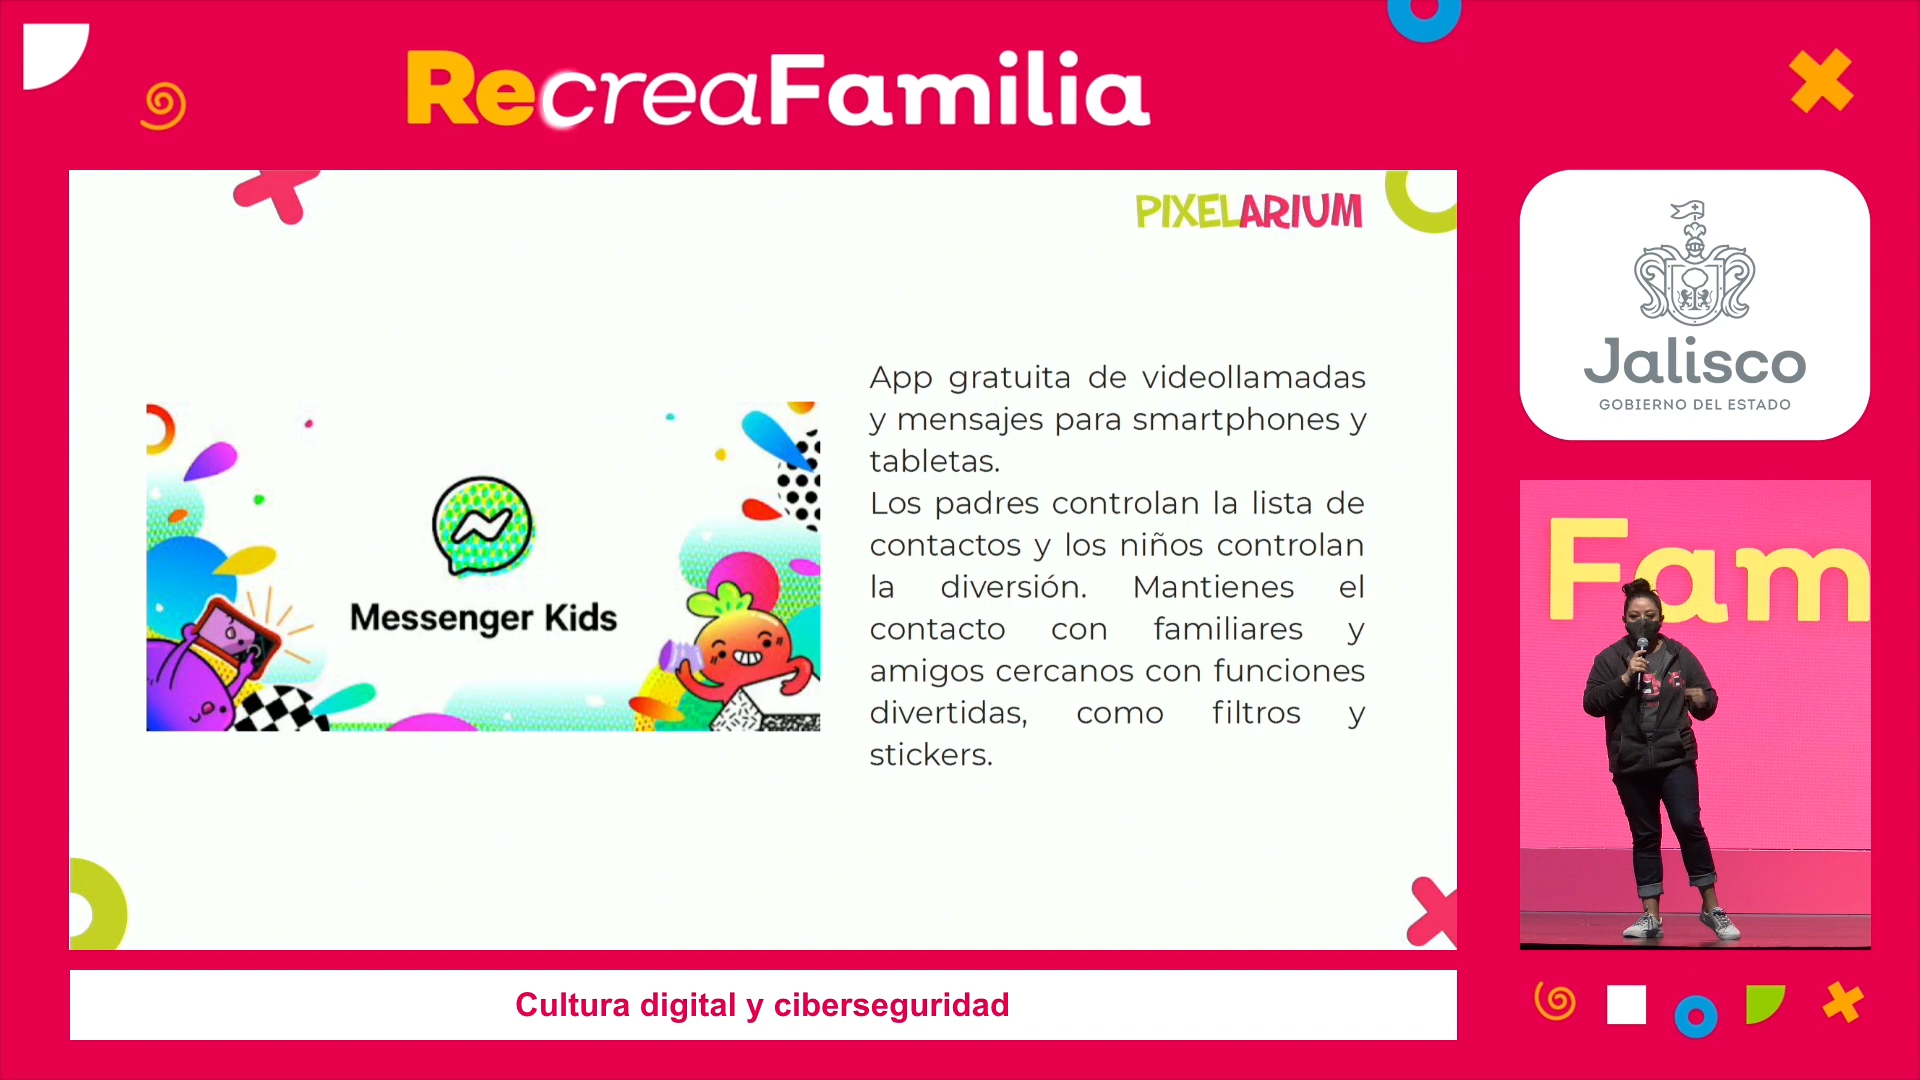 RecreaFamilia
PIXELARIUM
App gratuita de videollamadas
y mensajes para smartphones y
tabletas.
Los padres controlan la lista de
contactos y los niños controlan
la diversión. Mantienes el
contacto con familiares y
amigos cercanos con funciones
divertidas, como filtros y
stickers.
Messenger Kids
Jalisco
GOBIERNO DEL ESTADO
Fam
Cultura digital y ciberseguridad